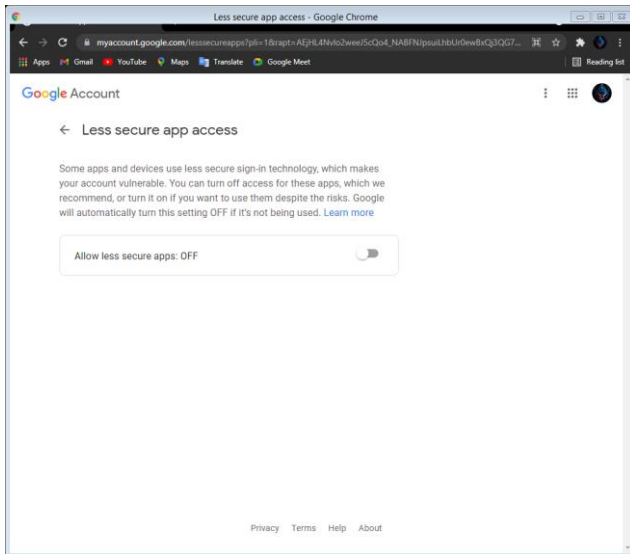 Less secure app access - Google Chrome
myaccount.google.com/lesssecureapps?pli=1&rapt=
Apps Gmail YouTube Maps Translate Google Meet Reading list
Google Account
Less secure app access
Some apps and devices use less secure sign-in technology, which makes
your account vulnerable. You can turn off access for these apps, which we
recommend, or turn it on if you want to use them despite the risks. Google
will automatically turn this setting OFF if it's not being used. Learn more
Allow less secure apps: OFF
Privacy Terms Help About